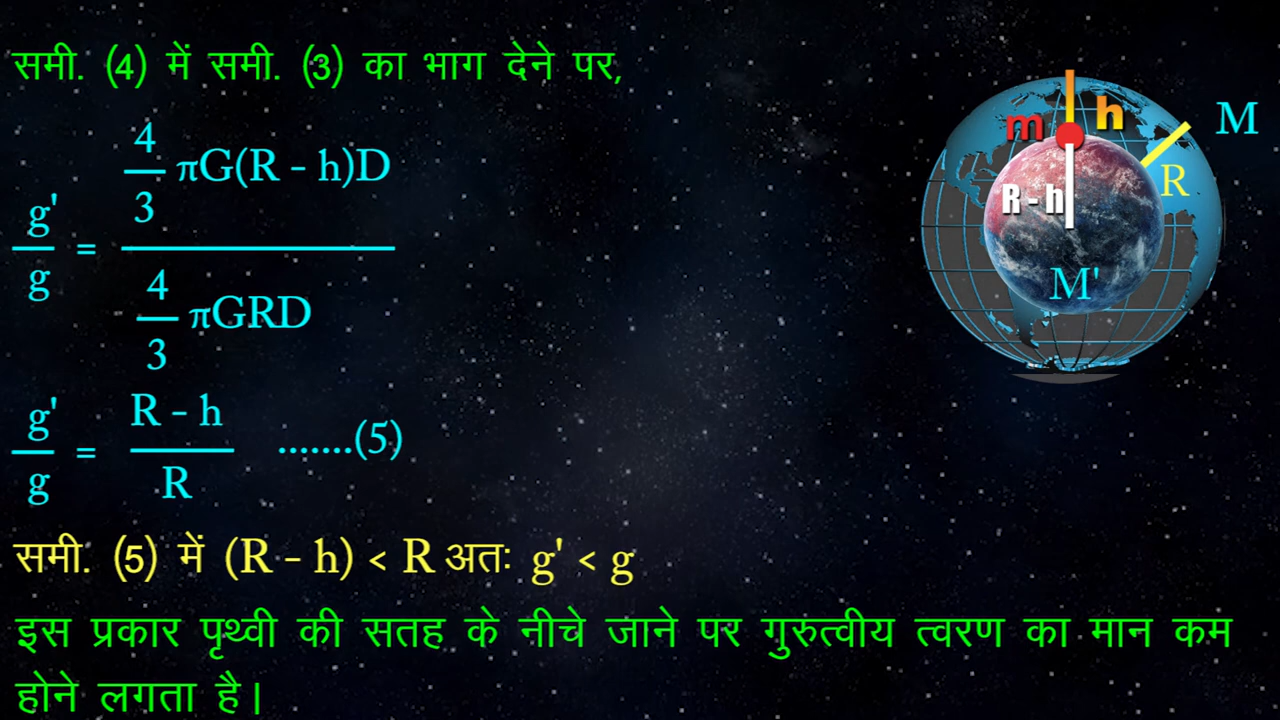 समी. (4) में समी. (3) का भाग देने पर,
g'/g = 4/3 πG(R – h)D / 4/3 πGRD
g'/g = R – h / R .......(5)
समी. (5) में (R – h) < R अतः g' < g
इस प्रकार पृथ्वी की सतह के नीचे जाने पर गुरुत्वीय त्वरण का मान कम
होने लगता है।
m h M
R
R - h
M'